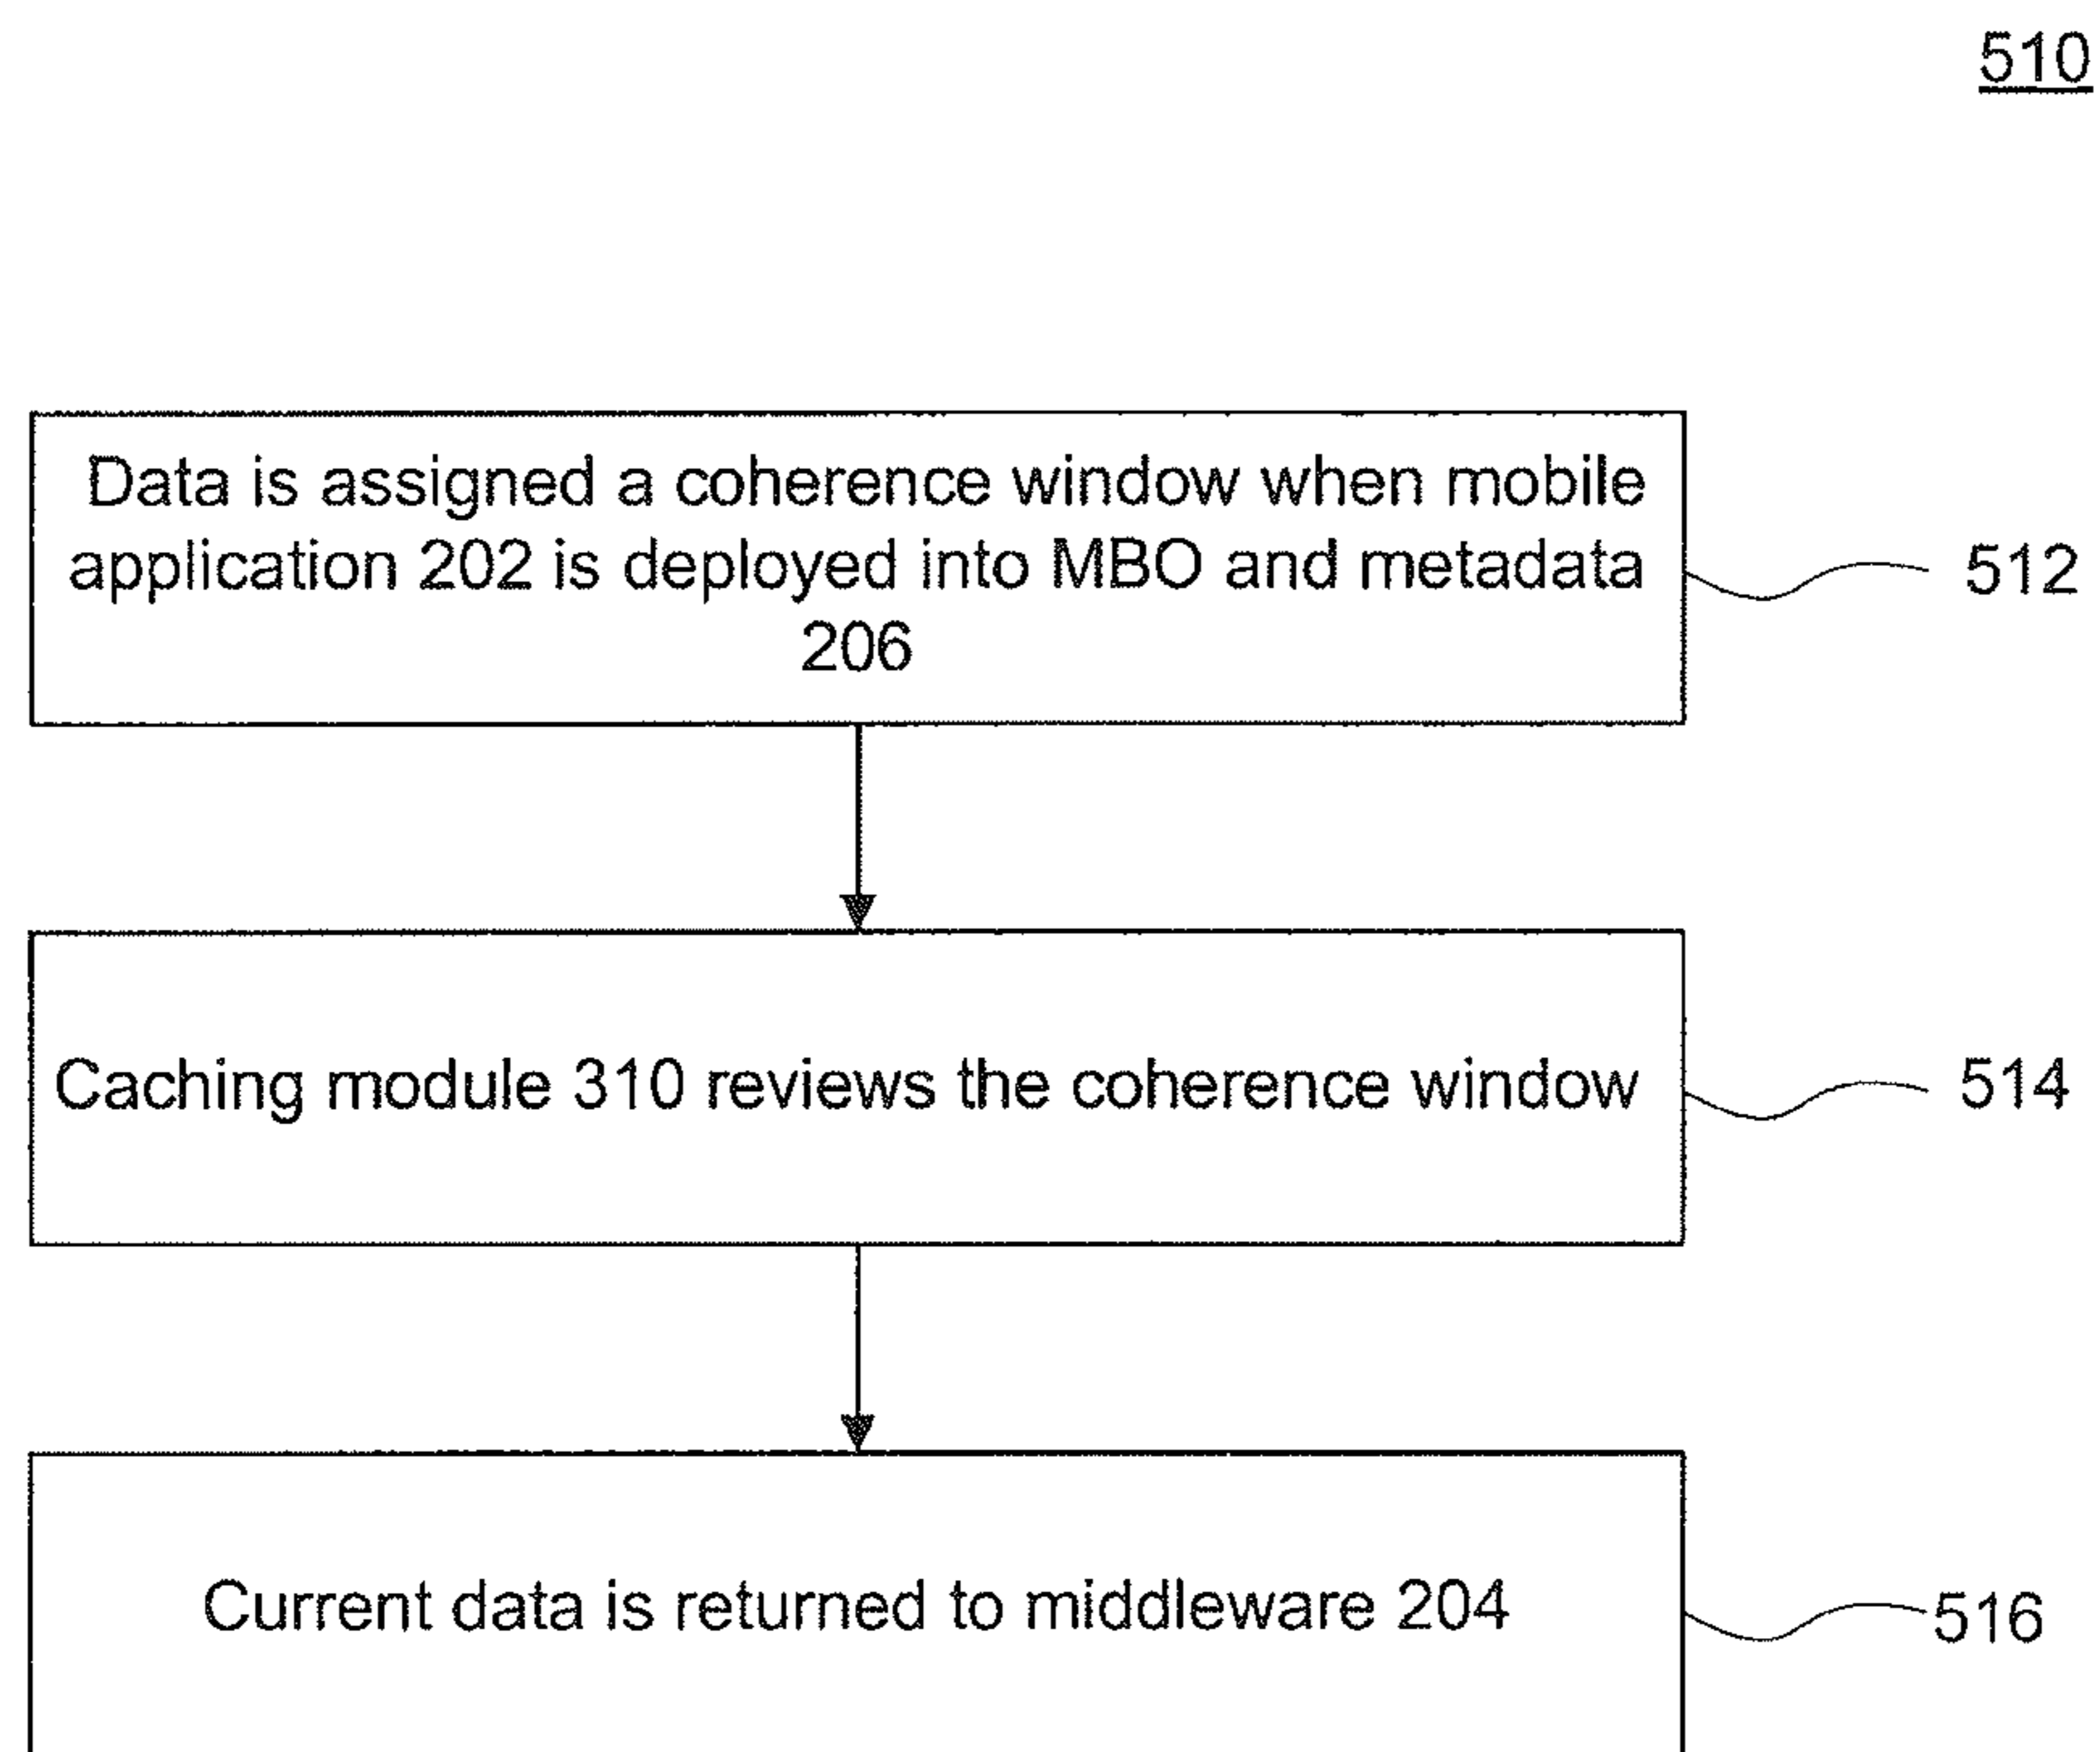 510
Data is assigned a coherence window when mobile
application 202 is deployed into MBO and metadata
206
512
Caching module 310 reviews the coherence window
514
Current data is returned to middleware 204
516